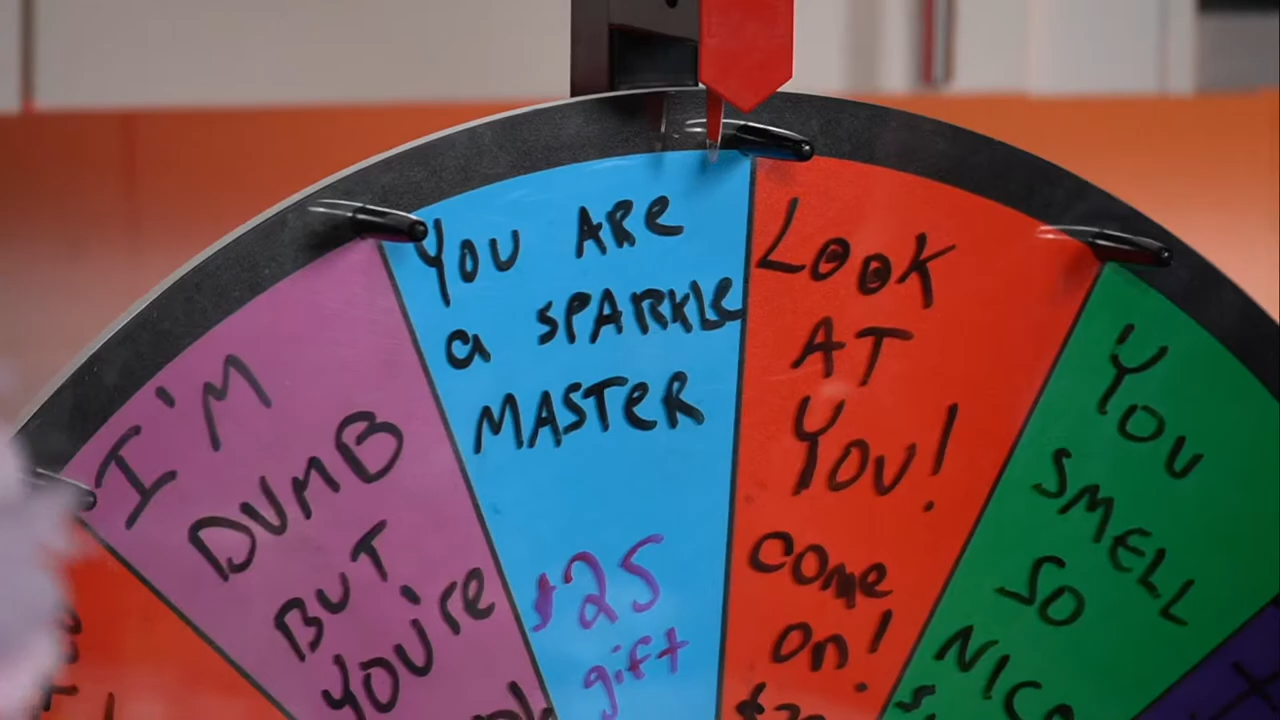 I'M
DUMB
BUT
YOU'RE
YOU ARE
a SPARKLE
MASTER
$25
gift
LOOK
AT
YOU!
COME
ON!
YOU
SMELL
SO